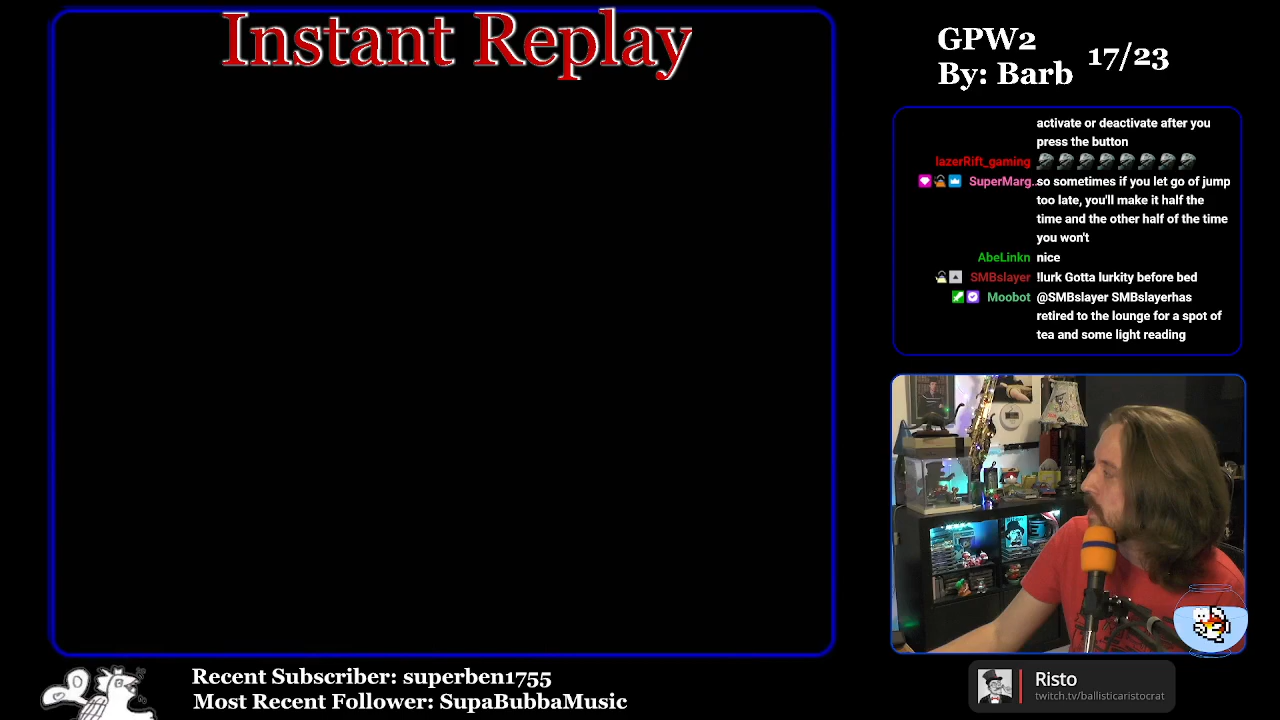 Instant Replay
GPW2
By: Barb
17/23
activate or deactivate after you
press the button
lazerRift_gaming
SuperMarg.. so sometimes if you let go of jump
too late, you'll make it half the
time and the other half of the time
you won't
AbeLinkn nice
SMBslayer !lurk Gotta lurkity before bed
Moobot @SMBslayer SMBslayerhas
retired to the lounge for a spot of
tea and some light reading
Recent Subscriber: superben1755
Most Recent Follower: SupaBubbaMusic
Risto
twitch.tv/ballisticaristocrat